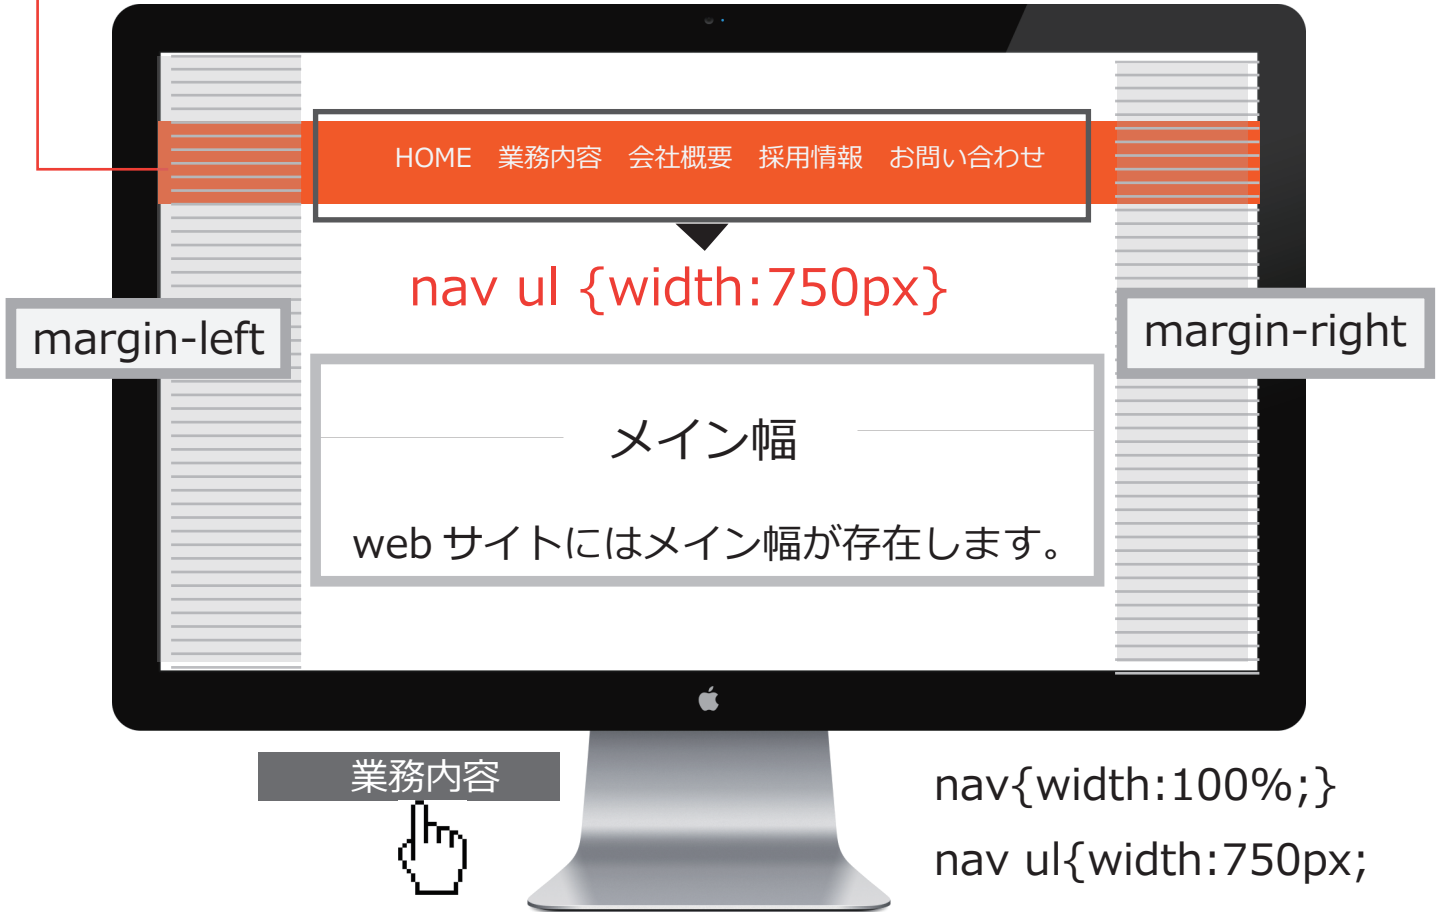 HOME 業務内容 会社概要 採用情報 お問い合わせ
nav ul {width:750px}
margin-left
margin-right
メイン幅
web サイトにはメイン幅が存在します。
業務内容
nav{width:100%;}
nav ul{width:750px;